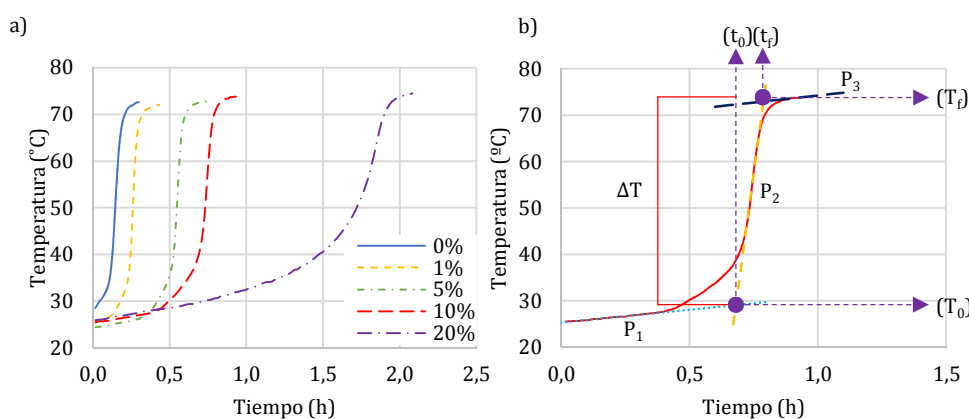 a)
80
70
60
50
40
30
20
Temperatura (˚C)
0,0
0,5
1,0
1,5
2,0
2,5
Tiempo (h)
0%
1%
5%
10%
20%
b)
(t0)(tf)
80
70
60
50
40
30
20
Temperatura (ºC)
P3
(Tf)
ΔT
P2
(T0)
P1
0,0
0,5
1,0
1,5
Tiempo (h)